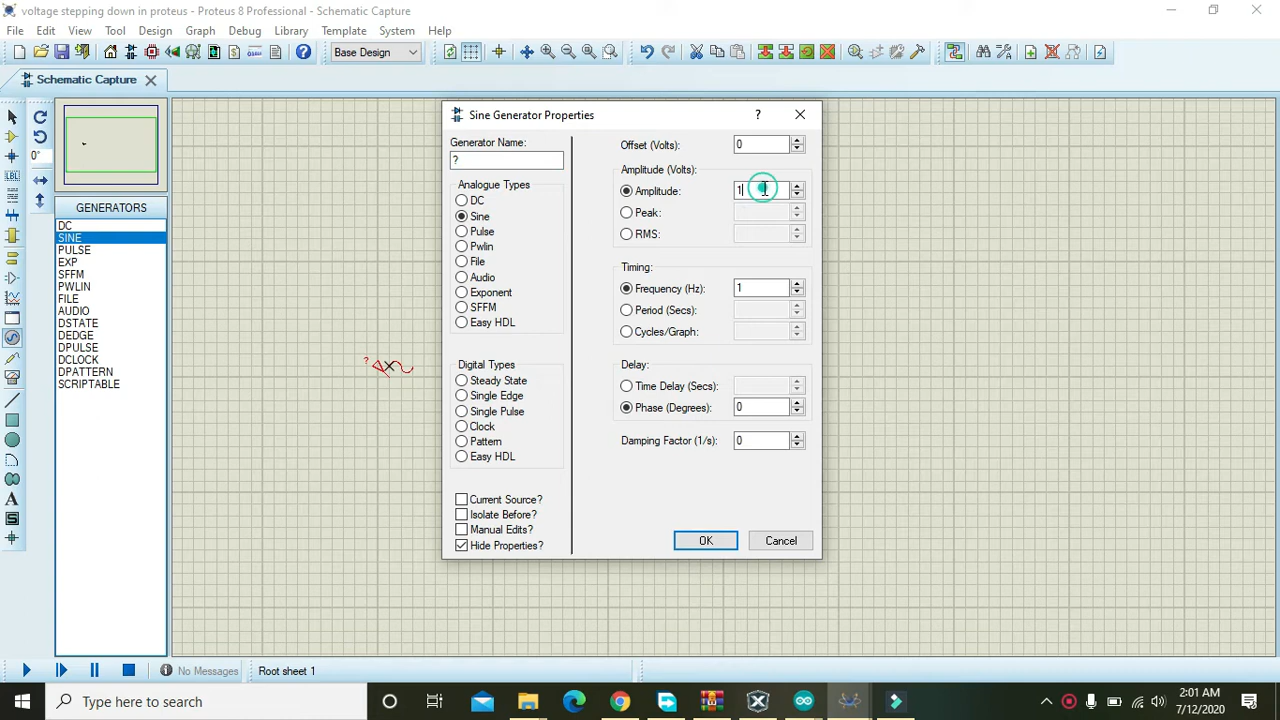 voltage stepping down in proteus - Proteus 8 Professional - Schematic Capture
File Edit View Tool Design Graph Debug Library Template System Help
Base Design
Schematic Capture
0°
GENERATORS
DC
SINE
PULSE
EXP
SFFM
PWLIN
FILE
AUDIO
DSTATE
DEDGE
DPULSE
DCLOCK
DPATTERN
SCRIPTABLE
?
Sine Generator Properties
Generator Name:
?
Analogue Types
DC
Sine
Pulse
Pwlin
File
Audio
Exponent
SFFM
Easy HDL
Digital Types
Steady State
Single Edge
Single Pulse
Clock
Pattern
Easy HDL
Current Source?
Isolate Before?
Manual Edits?
Hide Properties?
Offset (Volts): 0
Amplitude (Volts):
Amplitude: 1
Peak:
RMS:
Timing:
Frequency (Hz): 1
Period (Secs):
Cycles/Graph:
Delay:
Time Delay (Secs):
Phase (Degrees): 0
Damping Factor (1/s): 0
OK Cancel
No Messages Root sheet 1
Type here to search
2:01 AM
7/12/2020